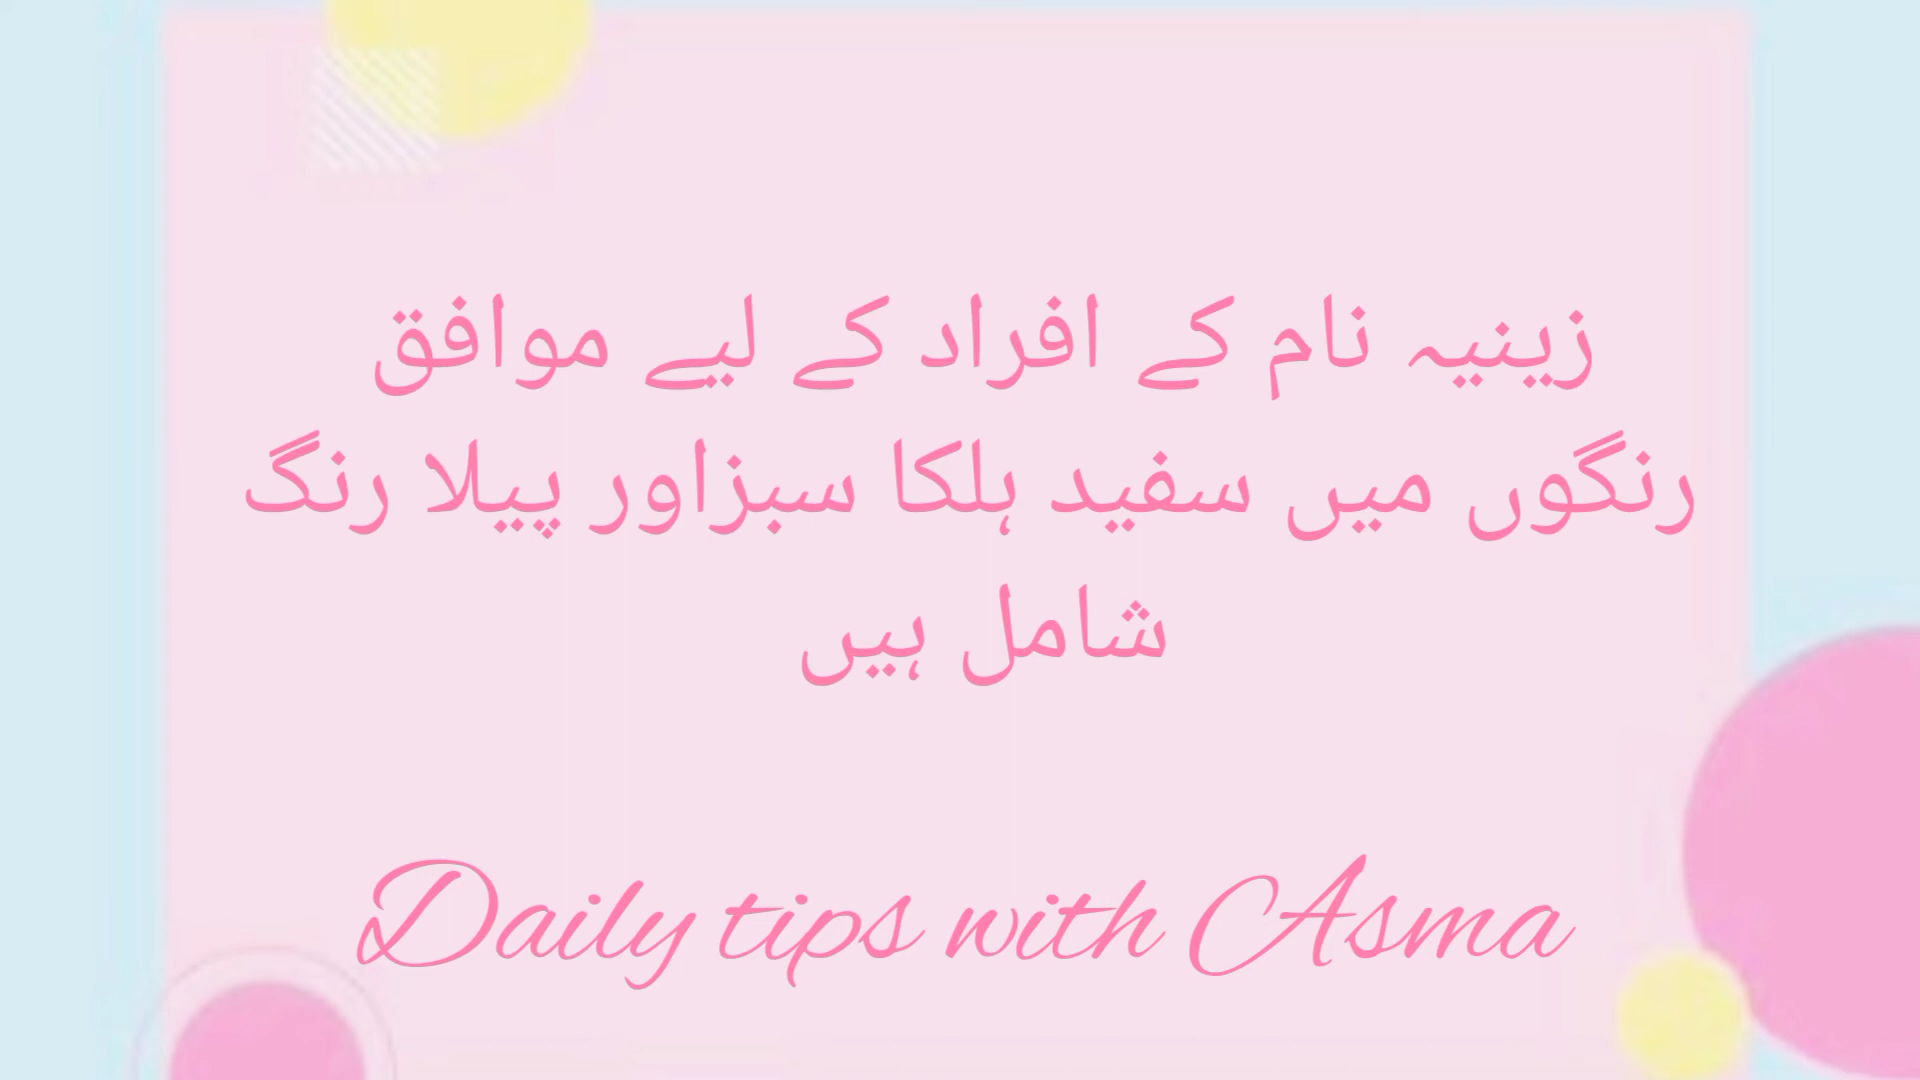 زینیہ نام کے افراد کے لیے موافق
رنگوں میں سفید ہلکا سبزاور پیلا رنگ
شامل ہیں
Daily tips with Asma